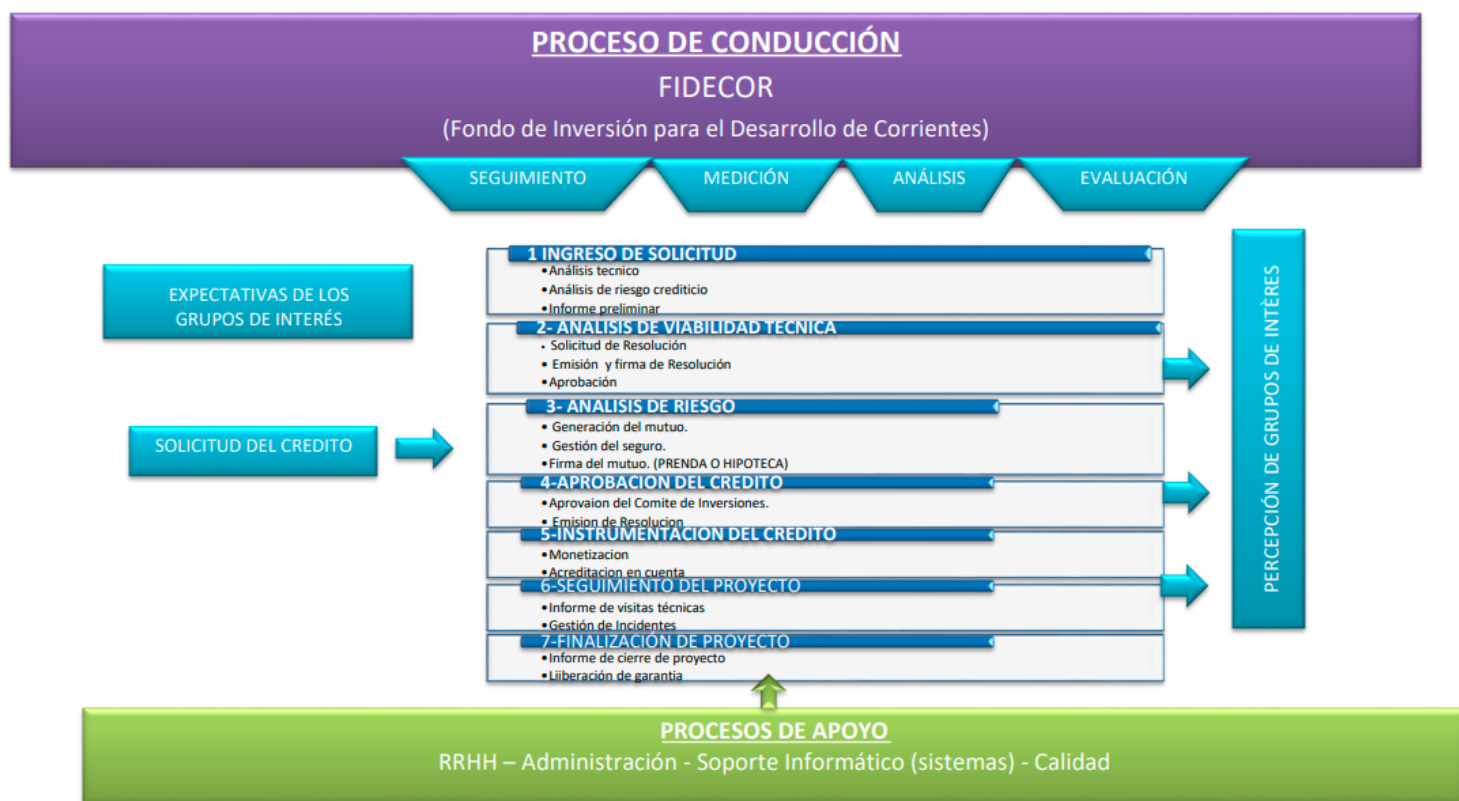 PROCESO DE CONDUCCIÓN
FIDECOR
(Fondo de Inversión para el Desarrollo de Corrientes)
SEGUIMIENTO
MEDICIÓN
ANÁLISIS
EVALUACIÓN
EXPECTATIVAS DE LOS
GRUPOS DE INTERÉS
SOLICITUD DEL CREDITO
1 INGRESO DE SOLICITUD
•Análisis tecnico
•Análisis de riesgo crediticio
•Informe preliminar
2- ANALISIS DE VIABILIDAD TECNICA
• Solicitud de Resolución
• Emisión y firma de Resolución
•Aprobación
3- ANALISIS DE RIESGO
• Generación del mutuo.
• Gestión del seguro.
•Firma del mutuo. (PRENDA O HIPOTECA)
4-APROBACION DEL CREDITO
•Aprovaion del Comite de Inversiones.
• Emision de Resolucion
5-INSTRUMENTACION DEL CREDITO
•Monetizacion
•Acreditacion en cuenta
6-SEGUIMIENTO DEL PROYECTO
•Informe de visitas técnicas
•Gestión de Incidentes
7-FINALIZACIÓN DE PROYECTO
•Informe de cierre de proyecto
•Liiberación de garantia
PERCEPCIÓN DE GRUPOS DE INTÈRES
PROCESOS DE APOYO
RRHH – Administración - Soporte Informático (sistemas) - Calidad